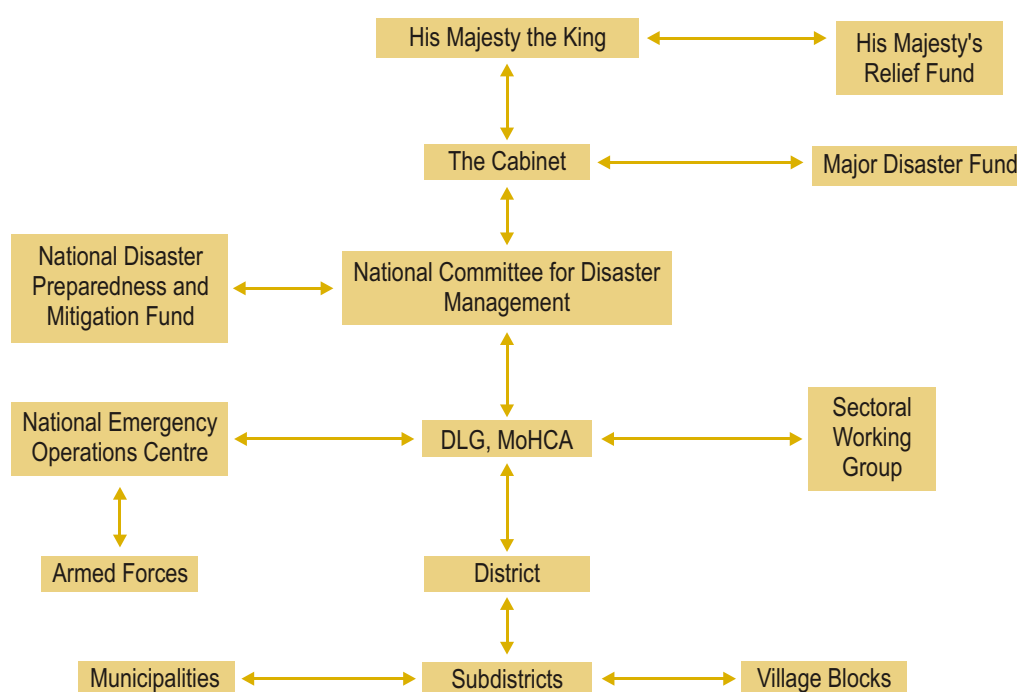 His Majesty the King
His Majesty's
Relief Fund
The Cabinet
Major Disaster Fund
National Disaster
Preparedness and
Mitigation Fund
National Committee for Disaster
Management
National Emergency
Operations Centre
DLG, MoHCA
Sectoral
Working
Group
Armed Forces
District
Municipalities
Subdistricts
Village Blocks